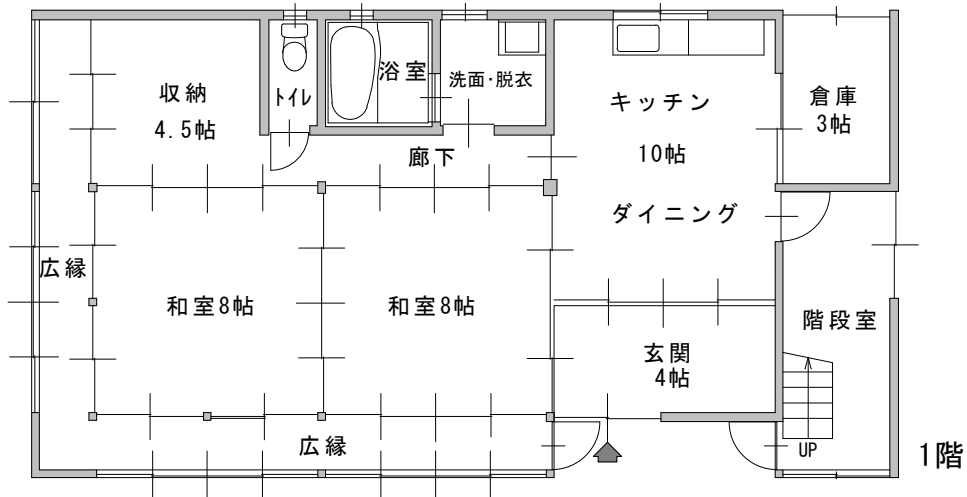 収納
4.5帖
トイレ
浴室
洗面・脱衣
キッチン
10帖
ダイニング
倉庫
3帖
廊下
広縁
和室8帖
和室8帖
玄関
4帖
階段室
UP
広縁
1階